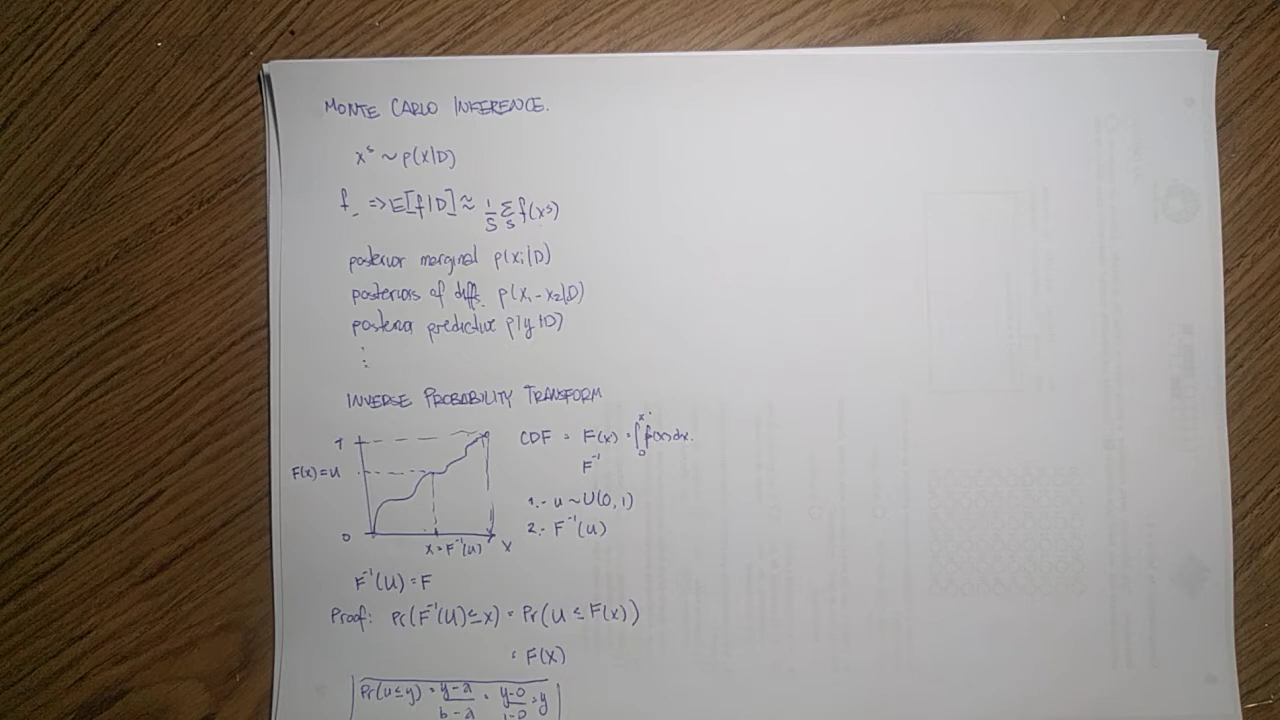 MONTE CARLO INFERENCE.
x^s ~ p(x|D)
f ⇒ E[f|D] ≈ 1/S Σ_s f(x^s)
posterior marginal p(x_i|D)
posteriors of diffs. p(x_1 - x_2|D)
posterior predictive p(y|D)
⋮
INVERSE PROBABILITY TRANSFORM
1
F(x)=u
0
x=F^-1(u) x
CDF = F(x) = ∫_0^x f(x)dx.
F^-1
1.- u ~ U(0,1)
2.- F^-1(u)
F^-1(U) = F
Proof: Pr(F^-1(U) ≤ x) = Pr(U ≤ F(x))
= F(x)
Pr(u≤y) = y-a/b-a = y-0/1-0 = y